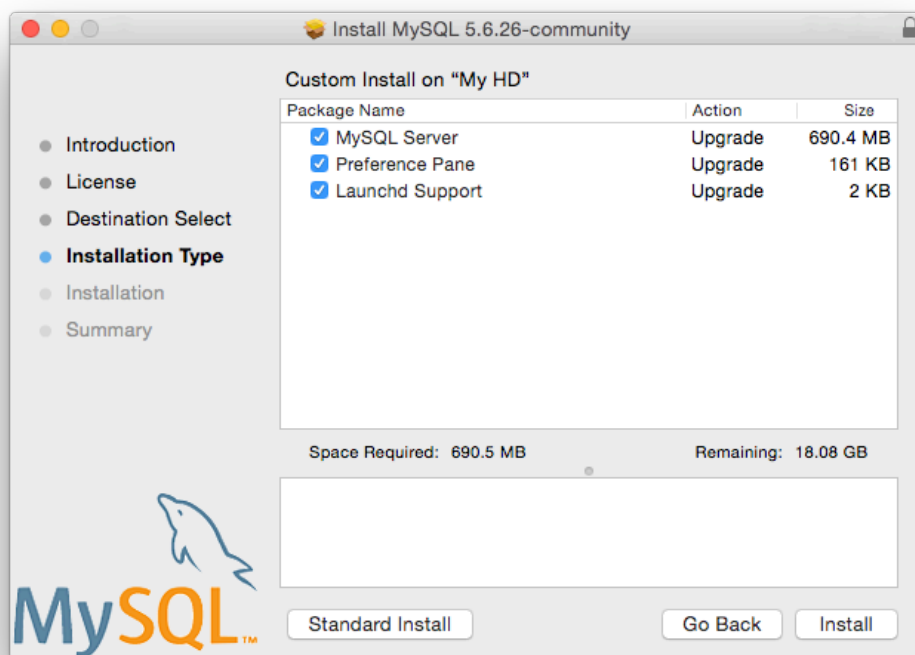 Install MySQL 5.6.26-community
Introduction
License
Destination Select
Installation Type
Installation
Summary
Custom Install on “My HD”
Package Name Action Size
MySQL Server Upgrade 690.4 MB
Preference Pane Upgrade 161 KB
Launchd Support Upgrade 2 KB
Space Required: 690.5 MB Remaining: 18.08 GB
MySQL™
Standard Install Go Back Install